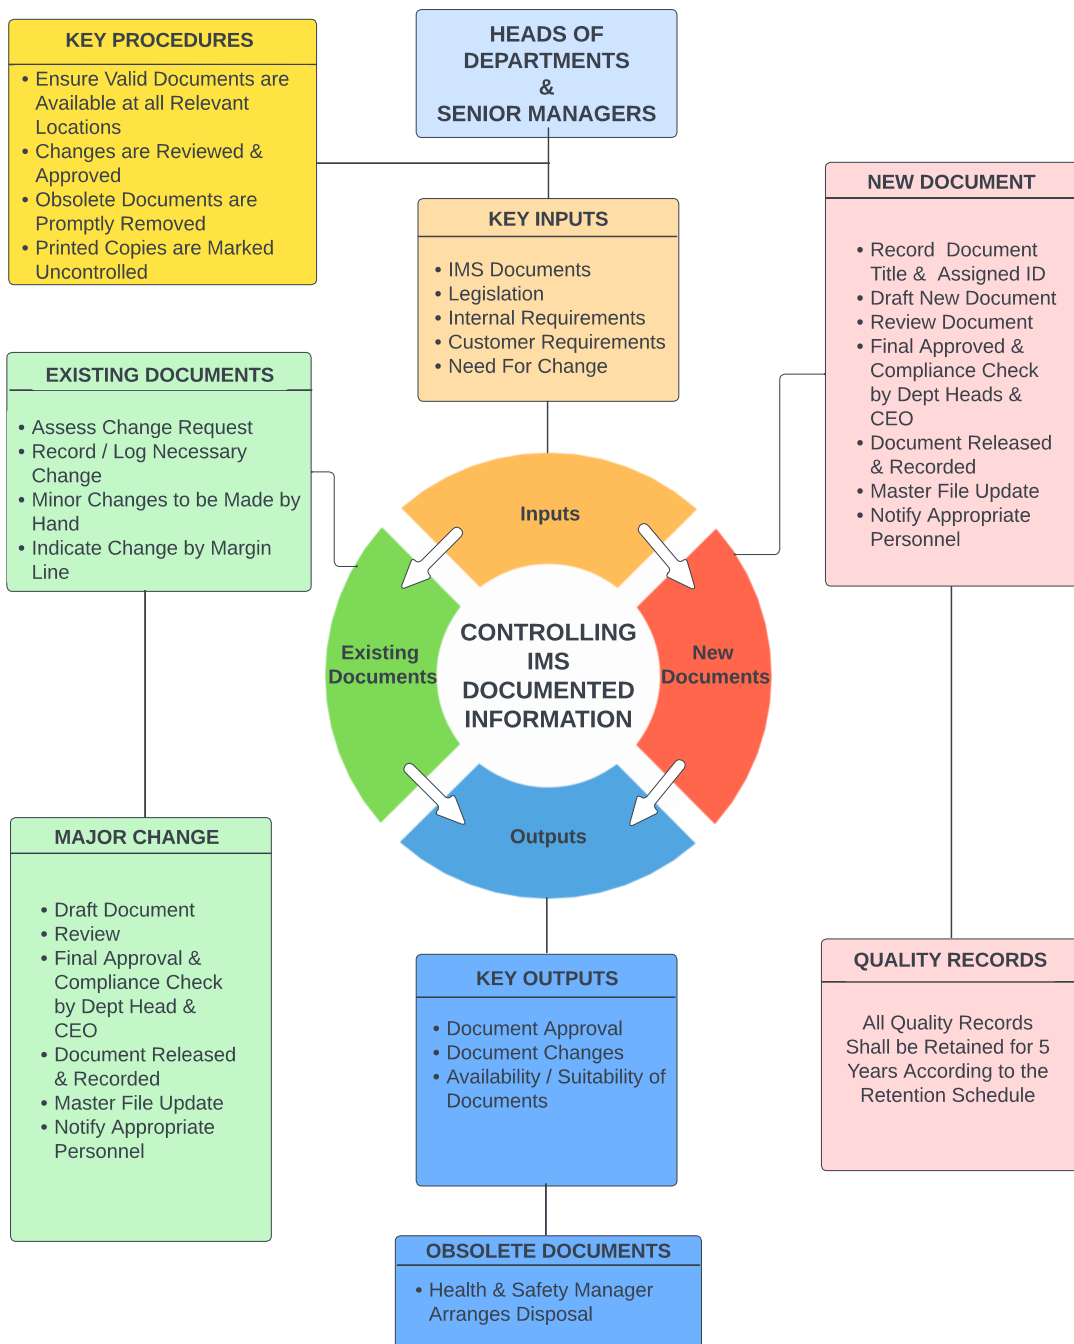 KEY PROCEDURES
• Ensure Valid Documents are
Available at all Relevant
Locations
• Changes are Reviewed &
Approved
• Obsolete Documents are
Promptly Removed
• Printed Copies are Marked
Uncontrolled
HEADS OF
DEPARTMENTS
&
SENIOR MANAGERS
KEY INPUTS
• IMS Documents
• Legislation
• Internal Requirements
• Customer Requirements
• Need For Change
NEW DOCUMENT
• Record Document
Title & Assigned ID
• Draft New Document
• Review Document
• Final Approved &
Compliance Check
by Dept Heads &
CEO
• Document Released
& Recorded
• Master File Update
• Notify Appropriate
Personnel
EXISTING DOCUMENTS
• Assess Change Request
• Record / Log Necessary
Change
• Minor Changes to be Made by
Hand
• Indicate Change by Margin
Line
Inputs
Existing
Documents
CONTROLLING
IMS
DOCUMENTED
INFORMATION
New
Documents
Outputs
MAJOR CHANGE
• Draft Document
• Review
• Final Approval &
Compliance Check
by Dept Head &
CEO
• Document Released
& Recorded
• Master File Update
• Notify Appropriate
Personnel
KEY OUTPUTS
• Document Approval
• Document Changes
• Availability / Suitability of
Documents
QUALITY RECORDS
All Quality Records
Shall be Retained for 5
Years According to the
Retention Schedule
OBSOLETE DOCUMENTS
• Health & Safety Manager
Arranges Disposal